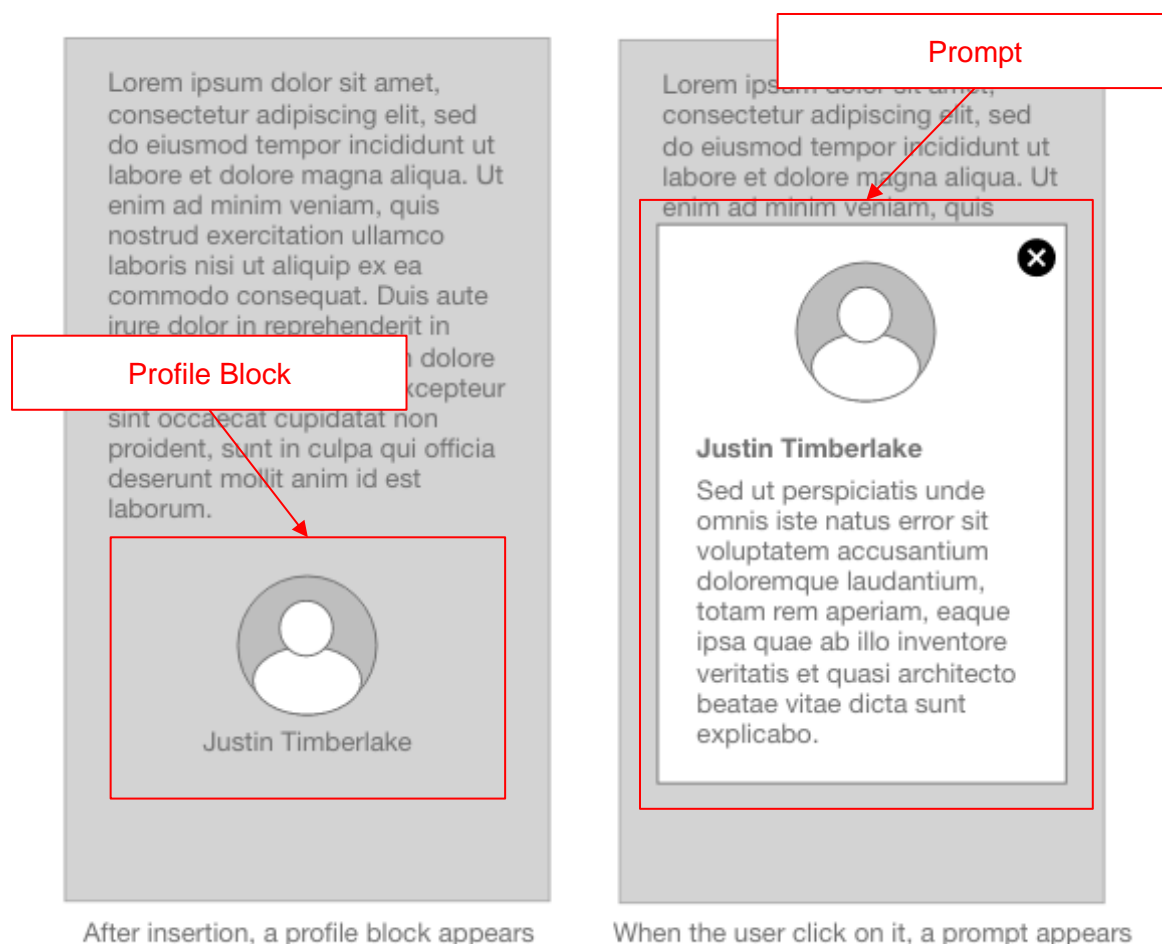 Lorem ipsum dolor sit amet,
consectetur adipiscing elit, sed
do eiusmod tempor incididunt ut
labore et dolore magna aliqua. Ut
enim ad minim veniam, quis
nostrud exercitation ullamco
laboris nisi ut aliquip ex ea
commodo consequat. Duis aute
irure dolor in reprehenderit in
dolore
Profile Block
sint occaecat cupidatat non
proident, sunt in culpa qui officia
deserunt mollit anim id est
laborum.
Justin Timberlake
After insertion, a profile block appears
Prompt
Lorem ipsum dolor sit amet,
consectetur adipiscing elit, sed
do eiusmod tempor incididunt ut
labore et dolore magna aliqua. Ut
enim ad minim veniam, quis
Justin Timberlake
Sed ut perspiciatis unde
omnis iste natus error sit
voluptatem accusantium
doloremque laudantium,
totam rem aperiam, eaque
ipsa quae ab illo inventore
veritatis et quasi architecto
beatae vitae dicta sunt
explicabo.
When the user click on it, a prompt appears